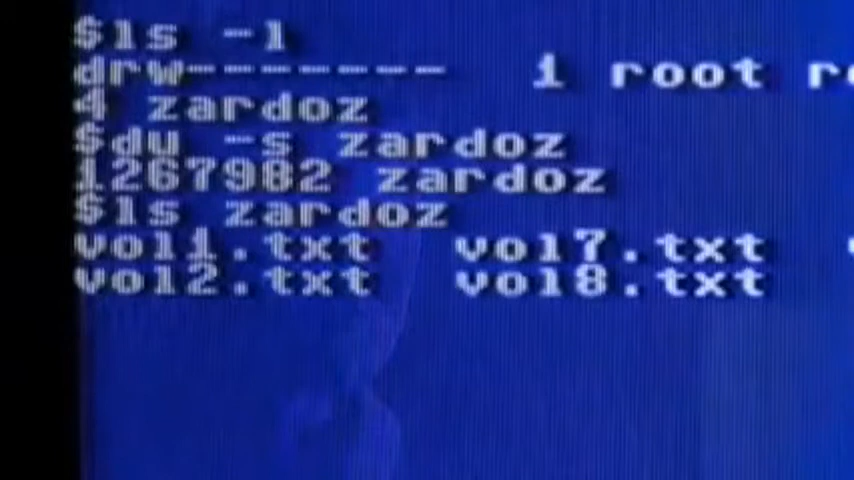 $ls -l
drw------- 1 root
4 zardoz
$du -s zardoz
1267982 zardoz
$ls zardoz
vol1.txt vol7.txt
vol2.txt vol8.txt